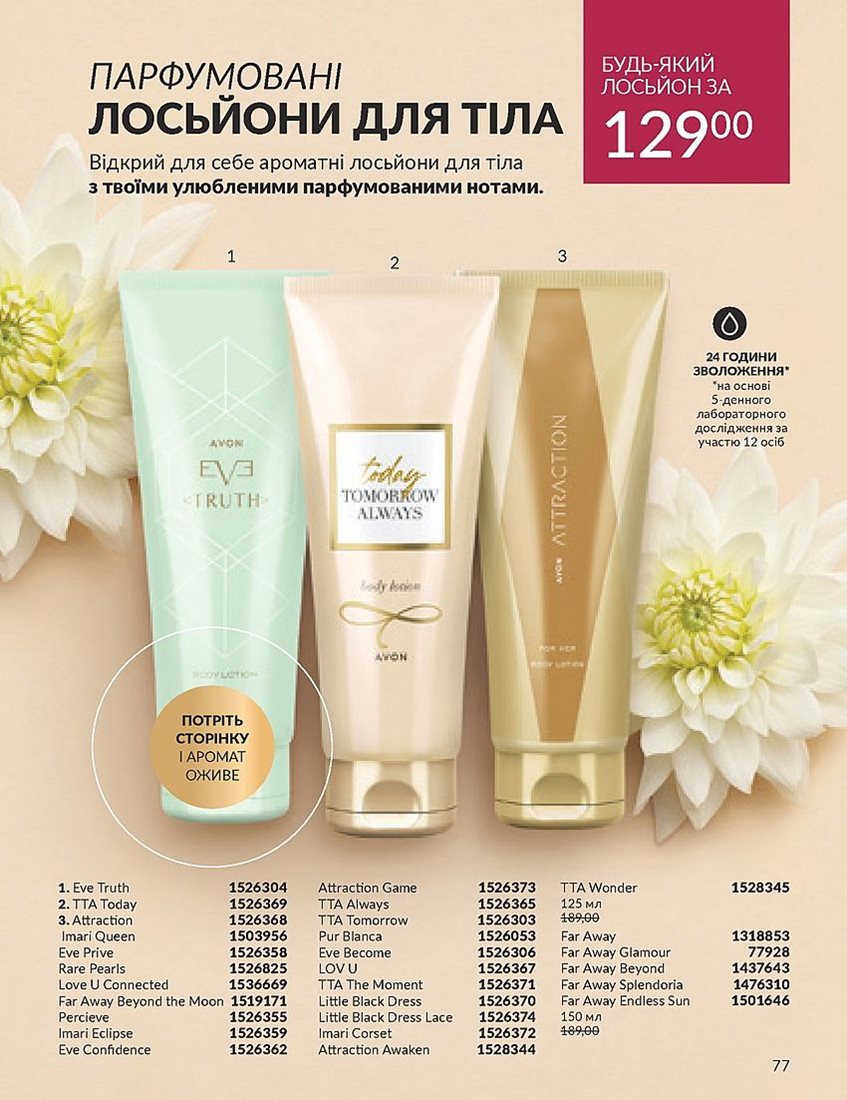 ПАРФУМОВАНІ
ЛОСЬЙОНИ ДЛЯ ТІЛА
Відкрий для себе ароматні лосьйони для тіла
з твоїми улюбленими парфумованими нотами.
БУДЬ-ЯКИЙ
ЛОСЬЙОН ЗА
129⁰⁰
1
2
3
24 ГОДИНИ
ЗВОЛОЖЕННЯ*
*на основі
5-денного
лабораторного
дослідження за
участю 12 осіб
AVON
EVE
<TRUTH>
BODY LOTION
today
TOMORROW
ALWAYS
body lotion
AVON
AVON ATTRACTION
FOR HER
BODY LOTION
ПОТРІТЬ
СТОРІНКУ
І АРОМАТ
ОЖИВЕ
1. Eve Truth 1526304
2. TTA Today 1526369
3. Attraction 1526368
Imari Queen 1503956
Eve Prive 1526358
Rare Pearls 1526825
Love U Connected 1536669
Far Away Beyond the Moon 1519171
Percieve 1526355
Imari Eclipse 1526359
Eve Confidence 1526362
Attraction Game 1526373
TTA Always 1526365
TTA Tomorrow 1526303
Pur Blanca 1526053
Eve Become 1526306
LOV U 1526367
TTA The Moment 1526371
Little Black Dress 1526370
Little Black Dress Lace 1526374
Imari Corset 1526372
Attraction Awaken 1528344
TTA Wonder 1528345
125 мл
189,00
Far Away 1318853
Far Away Glamour 77928
Far Away Beyond 1437643
Far Away Splendoria 1476310
Far Away Endless Sun 1501646
150 мл
189,00
77